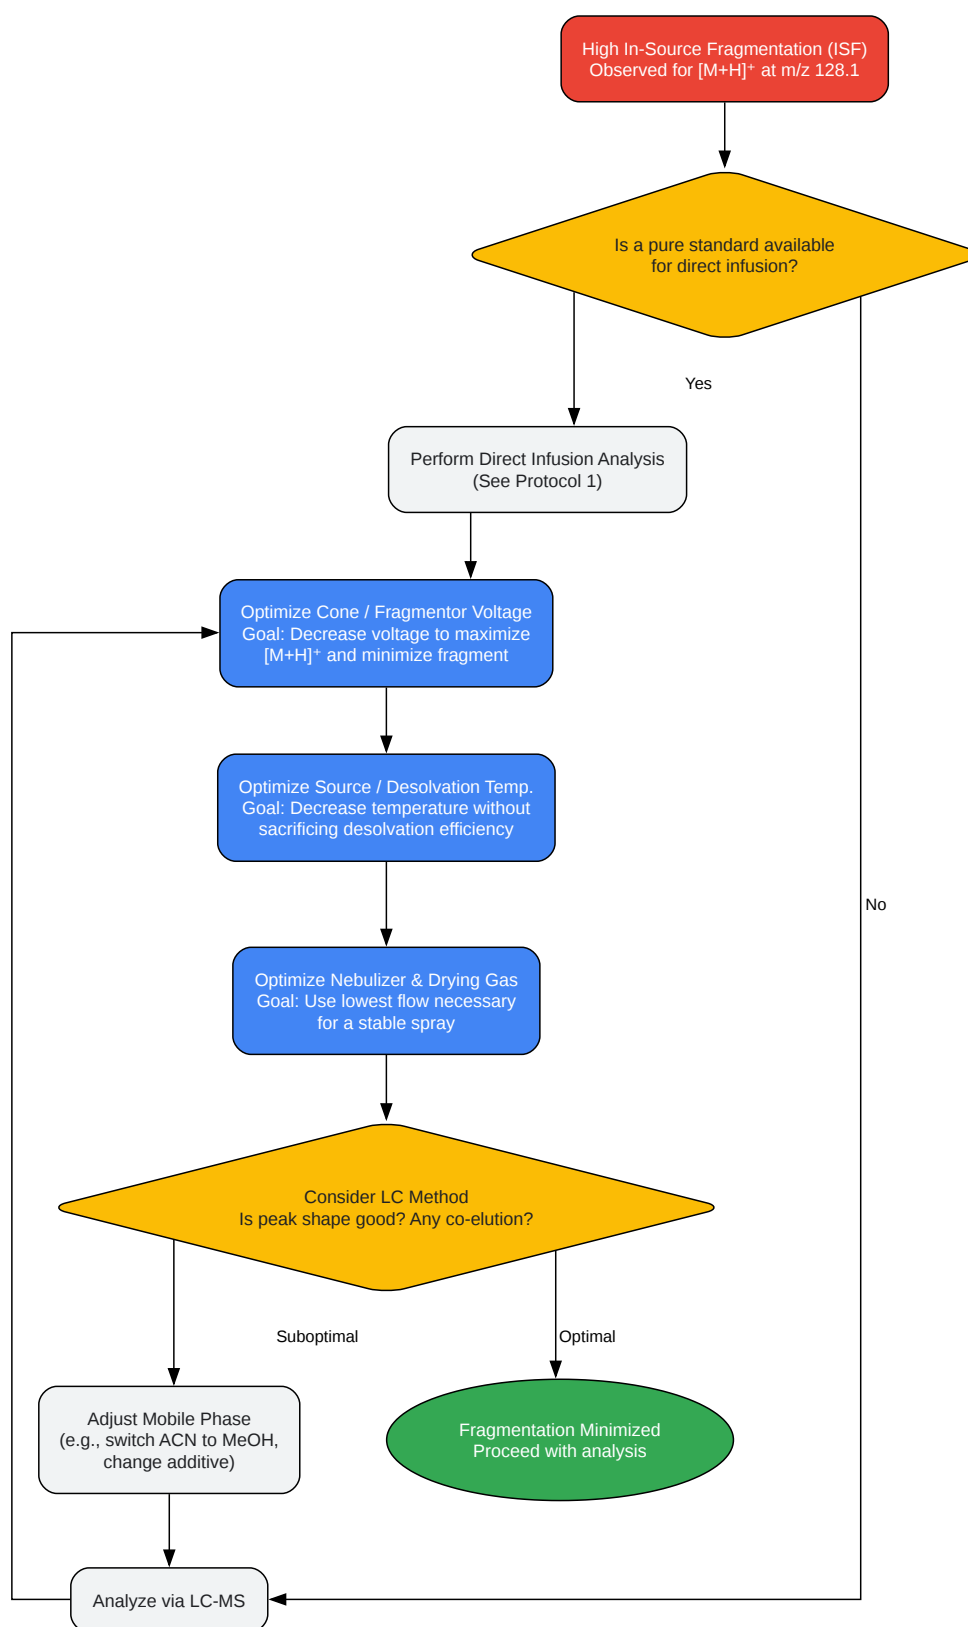 High In-Source Fragmentation (ISF)
Observed for [M+H]⁺ at m/z 128.1
Is a pure standard available
for direct infusion?
Yes
Perform Direct Infusion Analysis
(See Protocol 1)
Optimize Cone / Fragmentor Voltage
Goal: Decrease voltage to maximize
[M+H]⁺ and minimize fragment
Optimize Source / Desolvation Temp.
Goal: Decrease temperature without
sacrificing desolvation efficiency
No
Optimize Nebulizer & Drying Gas
Goal: Use lowest flow necessary
for a stable spray
Consider LC Method
Is peak shape good? Any co-elution?
Suboptimal
Optimal
Adjust Mobile Phase
(e.g., switch ACN to MeOH,
change additive)
Fragmentation Minimized
Proceed with analysis
Analyze via LC-MS